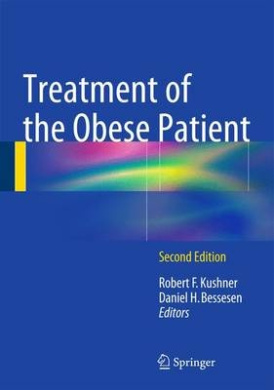 Treatment of
the Obese Patient
Second Edition
Robert F. Kushner
Daniel H. Bessesen
Editors
Springer